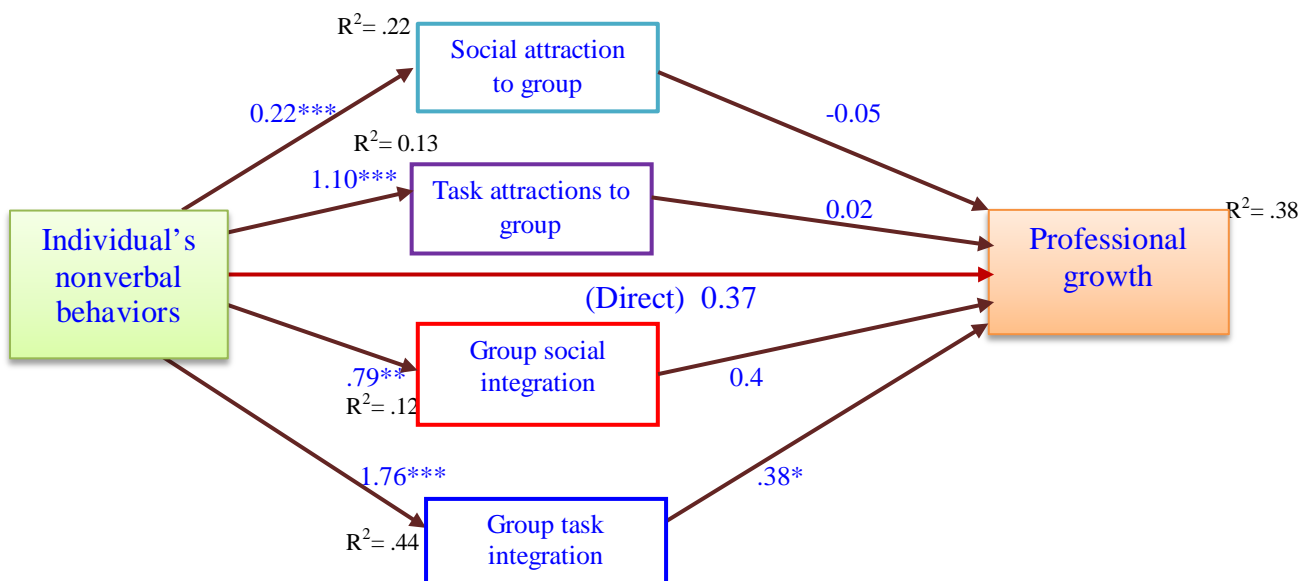 R²= .22
Social attraction
to group
0.22***
-0.05
R²= 0.13
1.10***
Task attractions to
group
0.02
R²= .38
Individual’s
nonverbal
behaviors
Professional
growth
(Direct) 0.37
Group social
integration
.79**
0.4
R²= .12
1.76***
.38*
Group task
integration
R²= .44